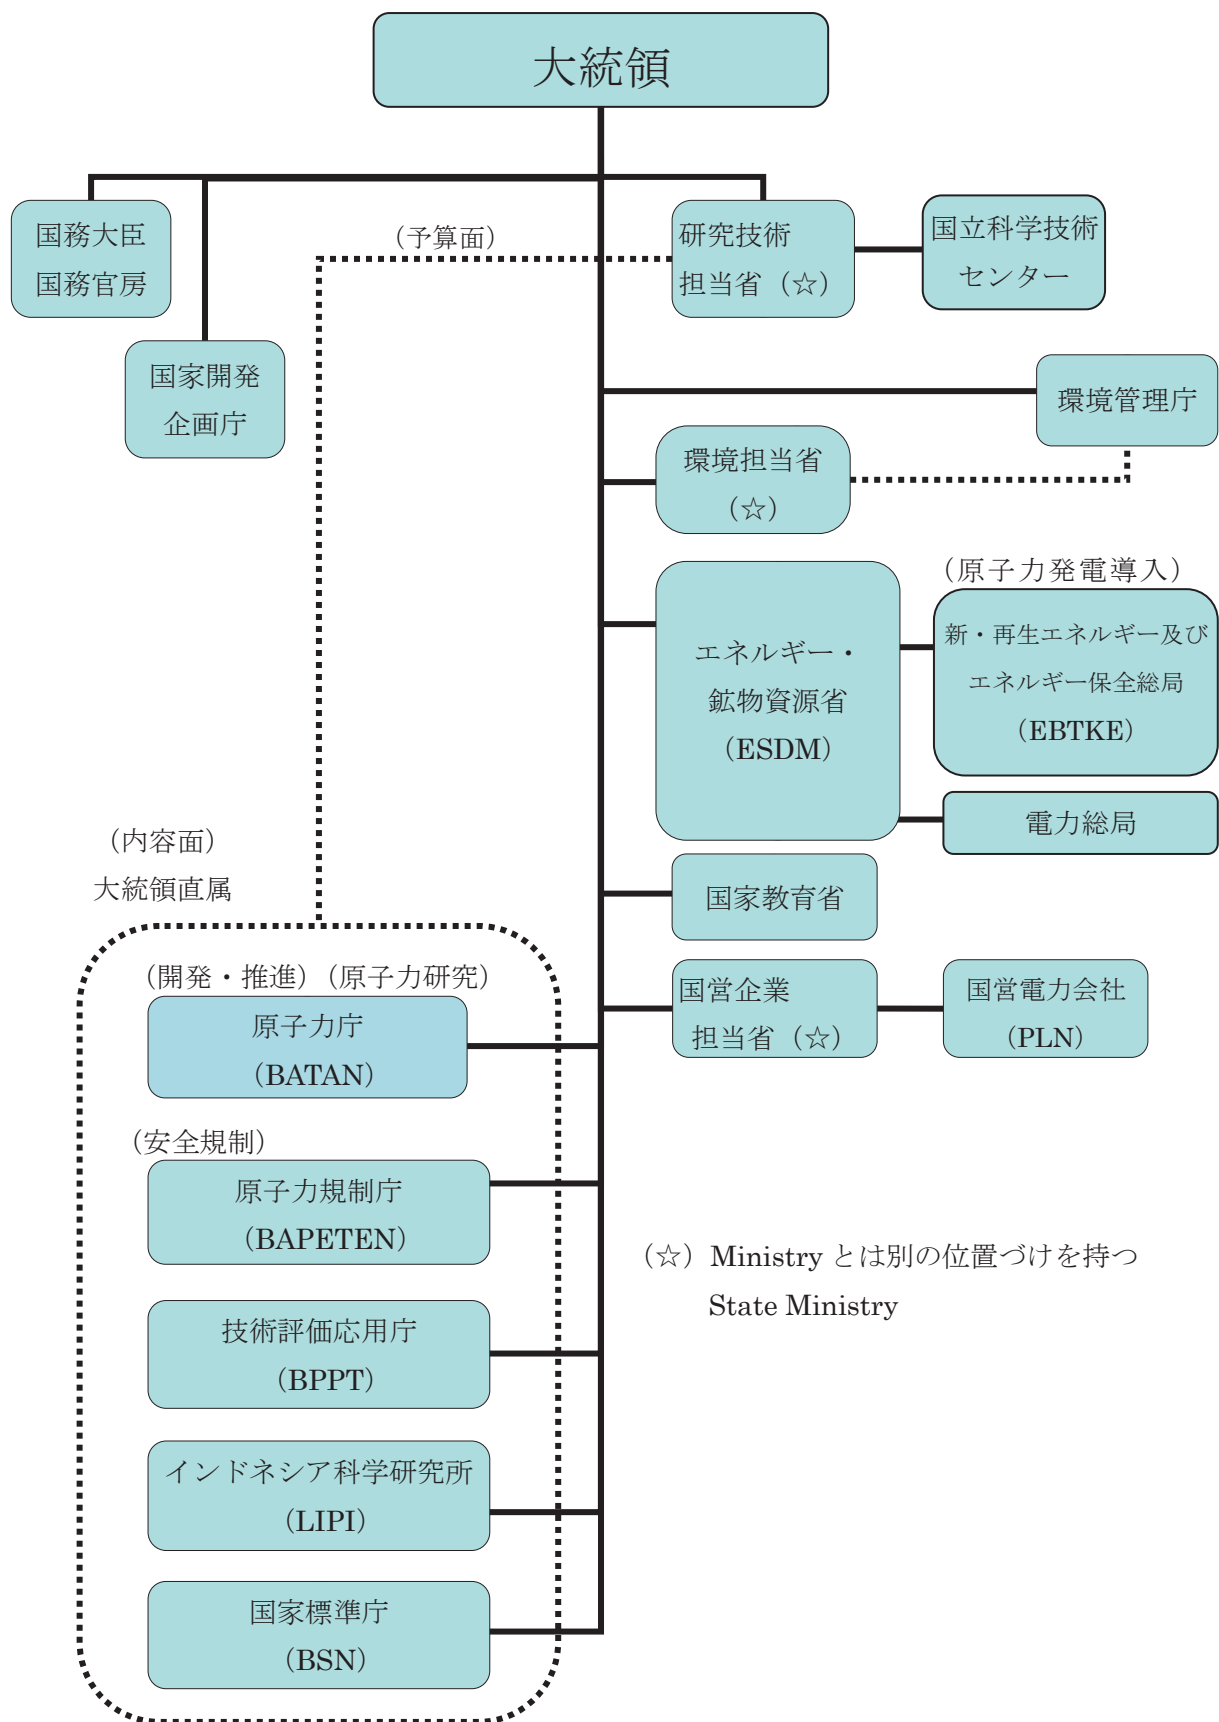 大統領
国務大臣
国務官房
(予算面)
研究技術
担当省（☆）
国立科学技術
センター
国家開発
企画庁
環境管理庁
環境担当省
（☆）
（原子力発電導入）
エネルギー・
鉱物資源省
（ESDM）
新・再生エネルギー及び
エネルギー保全総局
（EBTKE）
電力総局
（内容面）
大統領直属
国家教育省
(開発・推進)（原子力研究）
原子力庁
（BATAN）
国営企業
担当省（☆）
国営電力会社
（PLN）
（安全規制）
原子力規制庁
（BAPETEN）
（☆）Ministry とは別の位置づけを持つ
State Ministry
技術評価応用庁
（BPPT）
インドネシア科学研究所
（LIPI）
国家標準庁
（BSN）